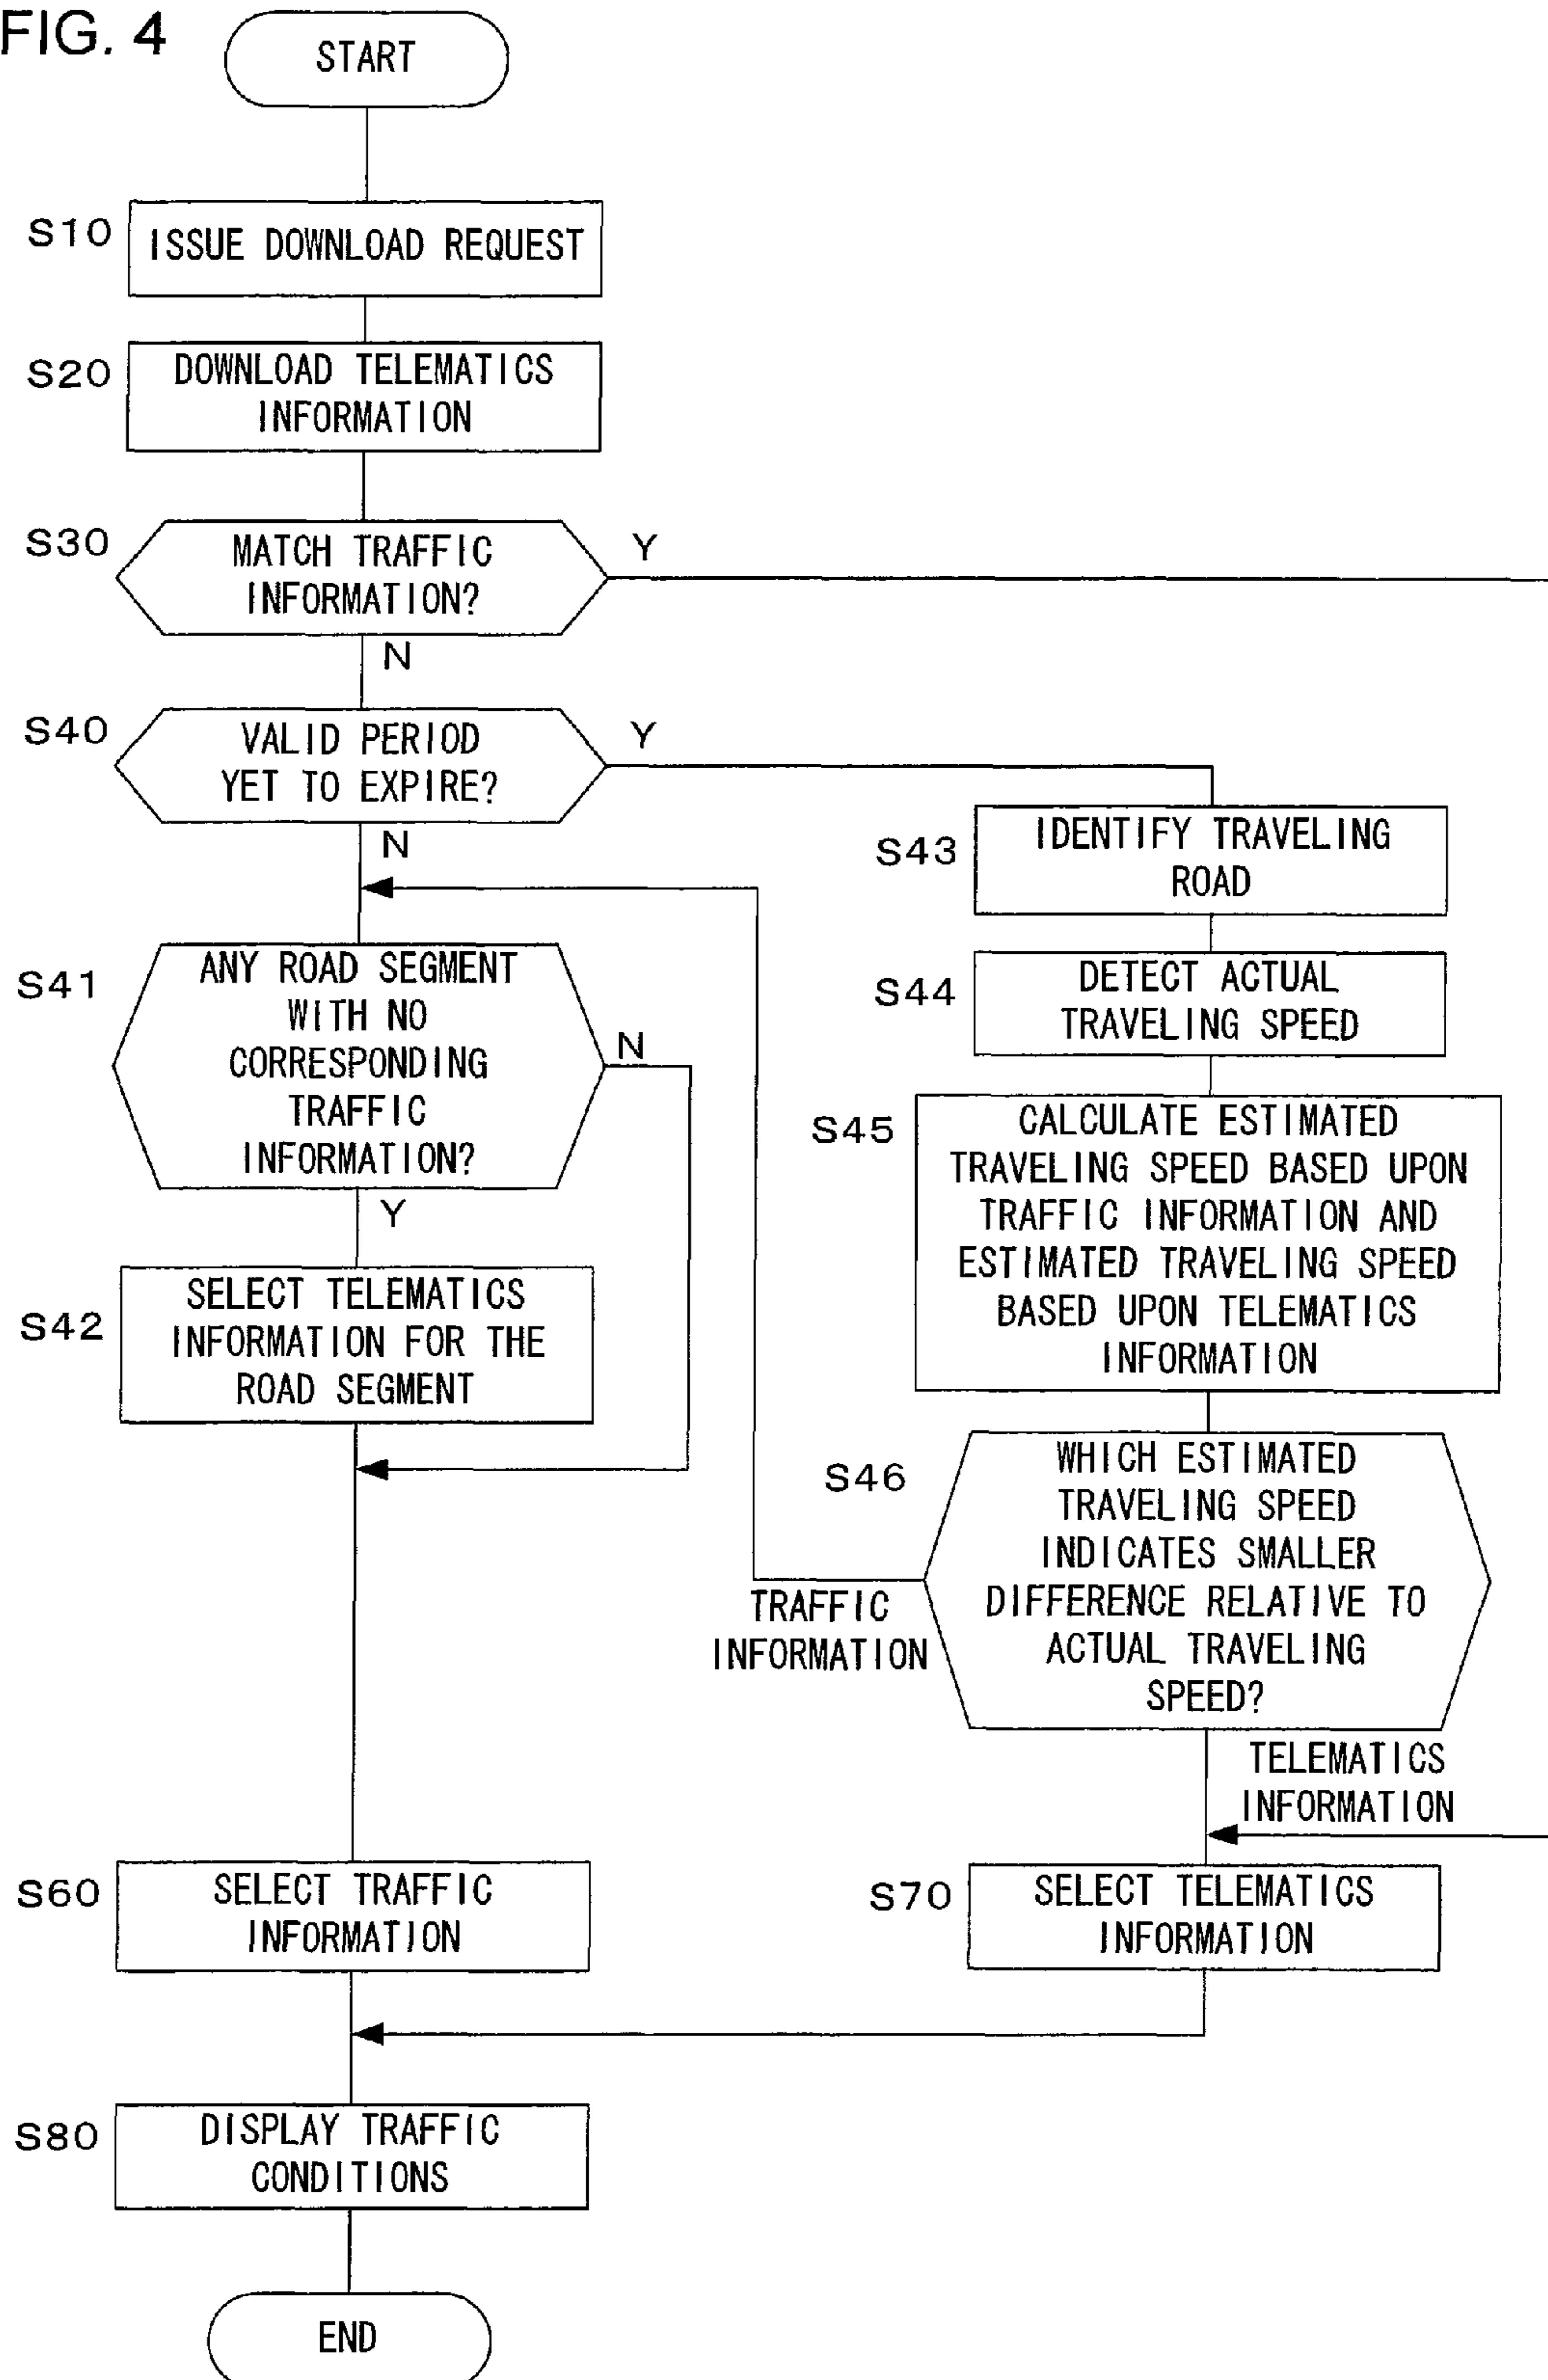 FIG. 4
START
S10
ISSUE DOWNLOAD REQUEST
S20
DOWNLOAD TELEMATICS
INFORMATION
S30
MATCH TRAFFIC
INFORMATION?
Y
N
S40
VALID PERIOD
YET TO EXPIRE?
Y
N
S43
IDENTIFY TRAVELING
ROAD
S44
DETECT ACTUAL
TRAVELING SPEED
S41
ANY ROAD SEGMENT
WITH NO
CORRESPONDING
TRAFFIC
INFORMATION?
N
Y
S45
CALCULATE ESTIMATED
TRAVELING SPEED BASED UPON
TRAFFIC INFORMATION AND
ESTIMATED TRAVELING SPEED
BASED UPON TELEMATICS
INFORMATION
S42
SELECT TELEMATICS
INFORMATION FOR THE
ROAD SEGMENT
S46
WHICH ESTIMATED
TRAVELING SPEED
INDICATES SMALLER
DIFFERENCE RELATIVE TO
ACTUAL TRAVELING
SPEED?
TRAFFIC
INFORMATION
TELEMATICS
INFORMATION
S60
SELECT TRAFFIC
INFORMATION
S70
SELECT TELEMATICS
INFORMATION
S80
DISPLAY TRAFFIC
CONDITIONS
END